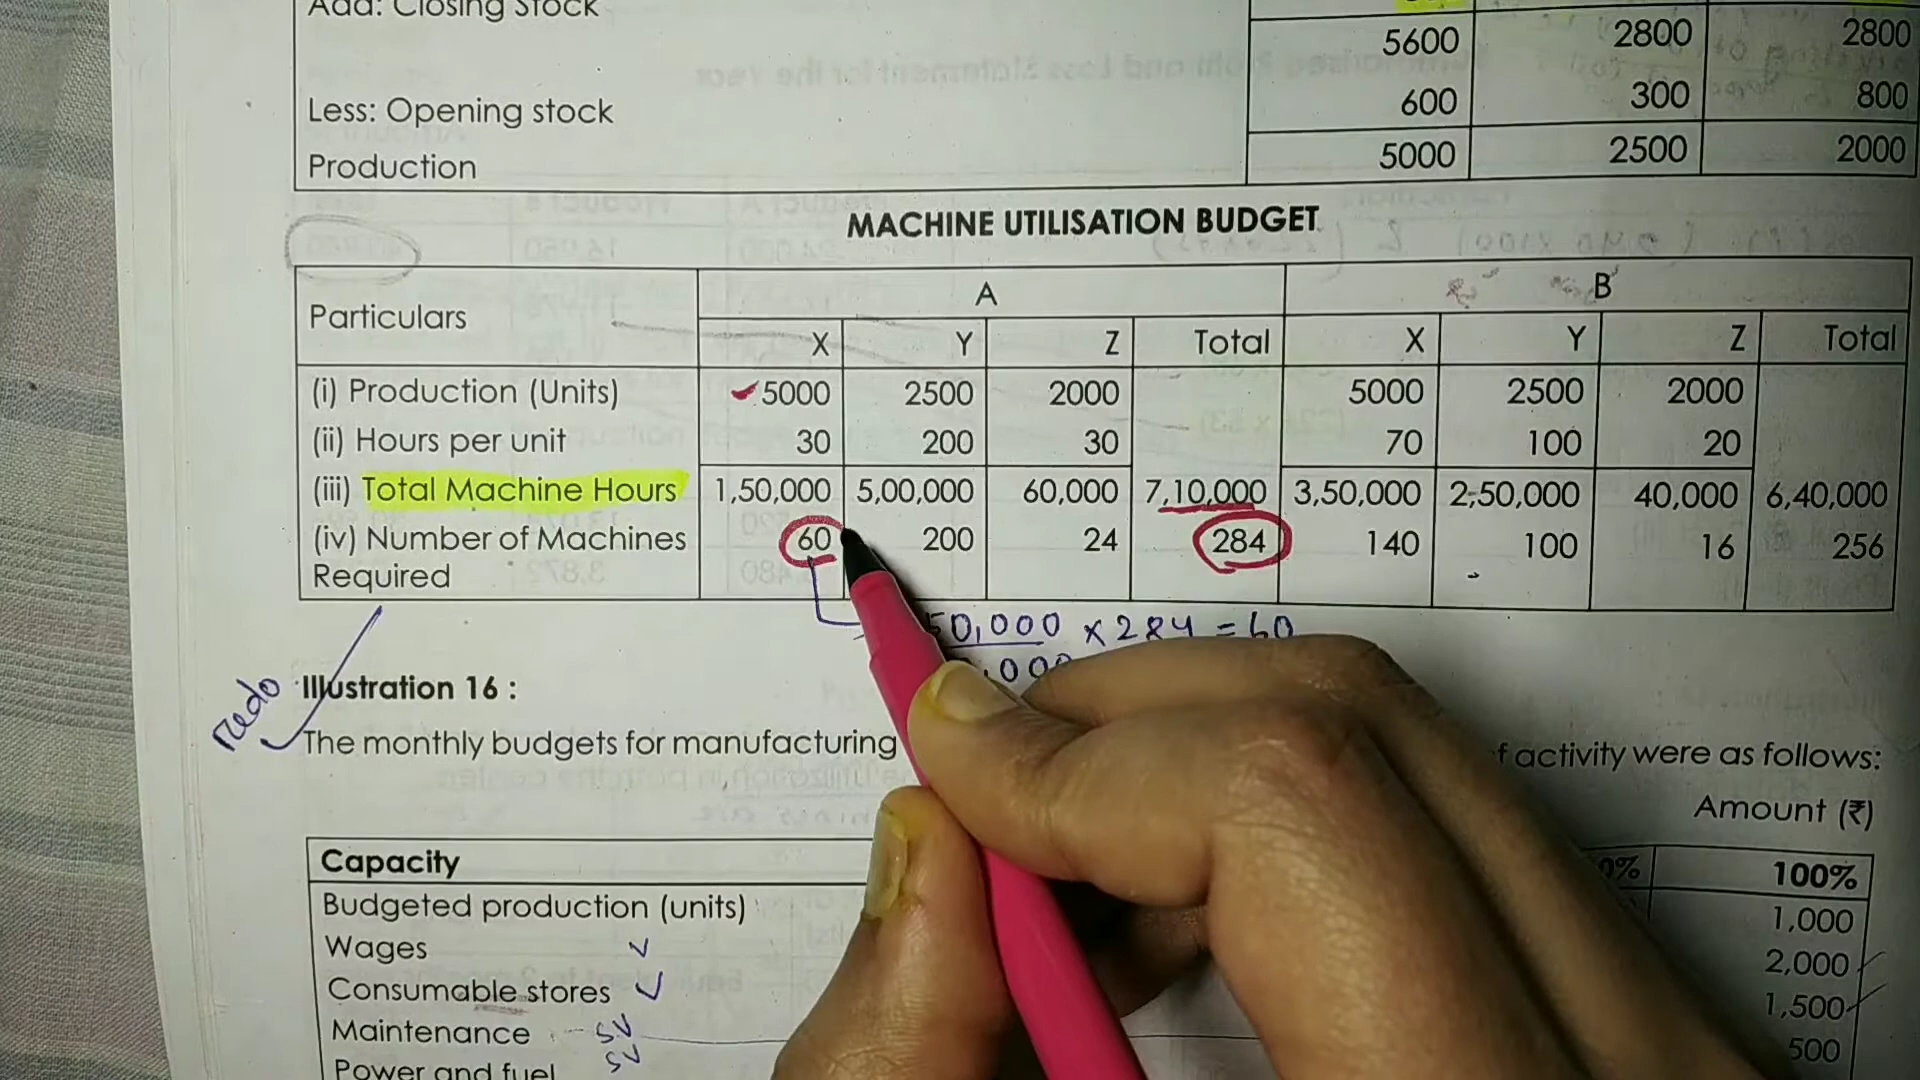 Add: Closing Stock
5600 2800 2800
Less: Opening stock 600 300 800
Production 5000 2500 2000
MACHINE UTILISATION BUDGET
Particulars A B
X Y Z Total X Y Z Total
(i) Production (Units) 5000 2500 2000 5000 2500 2000
(ii) Hours per unit 30 200 30 70 100 20
(iii) Total Machine Hours 1,50,000 5,00,000 60,000 7,10,000 3,50,000 2,50,000 40,000 6,40,000
(iv) Number of Machines 60 200 24 284 140 100 16 256
Required
50,000 × 284 = 60
,000
Redo
Illustration 16 :
The monthly budgets for manufacturing of activity were as follows:
Amount (₹)
Capacity 0% 100%
Budgeted production (units) 1,000
Wages v 2,000
Consumable stores v 1,500
Maintenance - SV 500
Power and fuel SV